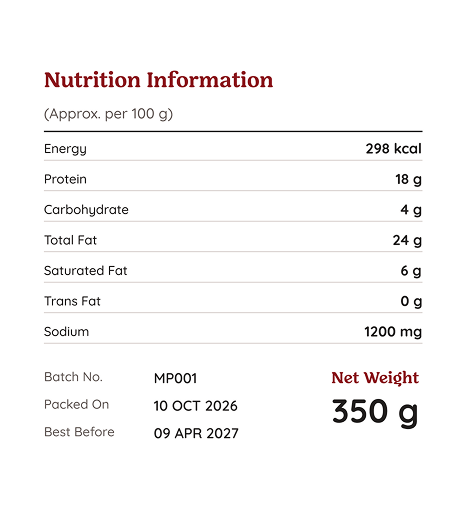 Nutrition Information
(Approx. per 100 g)
Energy 298 kcal
Protein 18 g
Carbohydrate 4 g
Total Fat 24 g
Saturated Fat 6 g
Trans Fat 0 g
Sodium 1200 mg
Batch No. MP001
Packed On 10 OCT 2026
Best Before 09 APR 2027
Net Weight
350 g